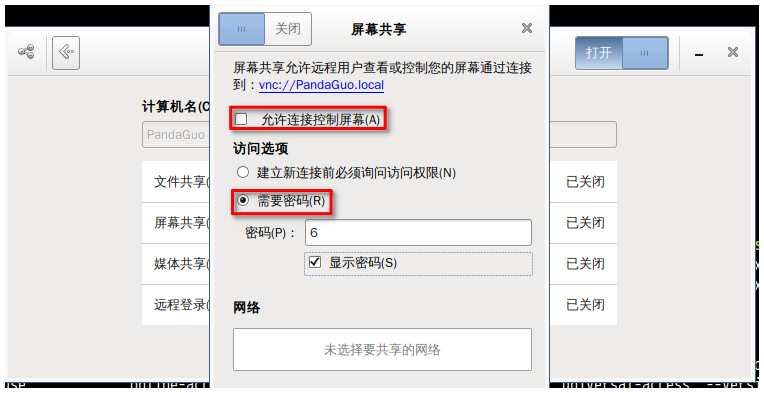 关闭
屏幕共享
打开
屏幕共享允许远程用户查看或控制您的屏幕通过连接
到：vnc://PandaGuo.local
计算机名(C
PandaGuo
允许连接控制屏幕(A)
访问选项
建立新连接前必须询问访问权限(N)
需要密码(R)
密码(P)：
6
显示密码(S)
文件共享(
已关闭
屏幕共享(
已关闭
媒体共享(
已关闭
远程登录(
已关闭
网络
未选择要共享的网络
online-acc
universal-access --versi